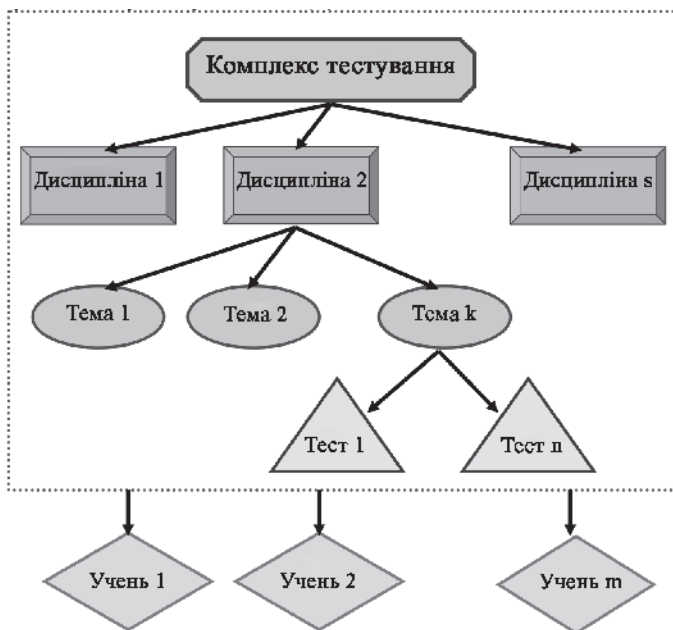 Комплекс тестування
Дисципліна 1
Дисципліна 2
Дисципліна s
Тема 1
Тема 2
Тема k
Тест 1
Тест n
Учень 1
Учень 2
Учень m